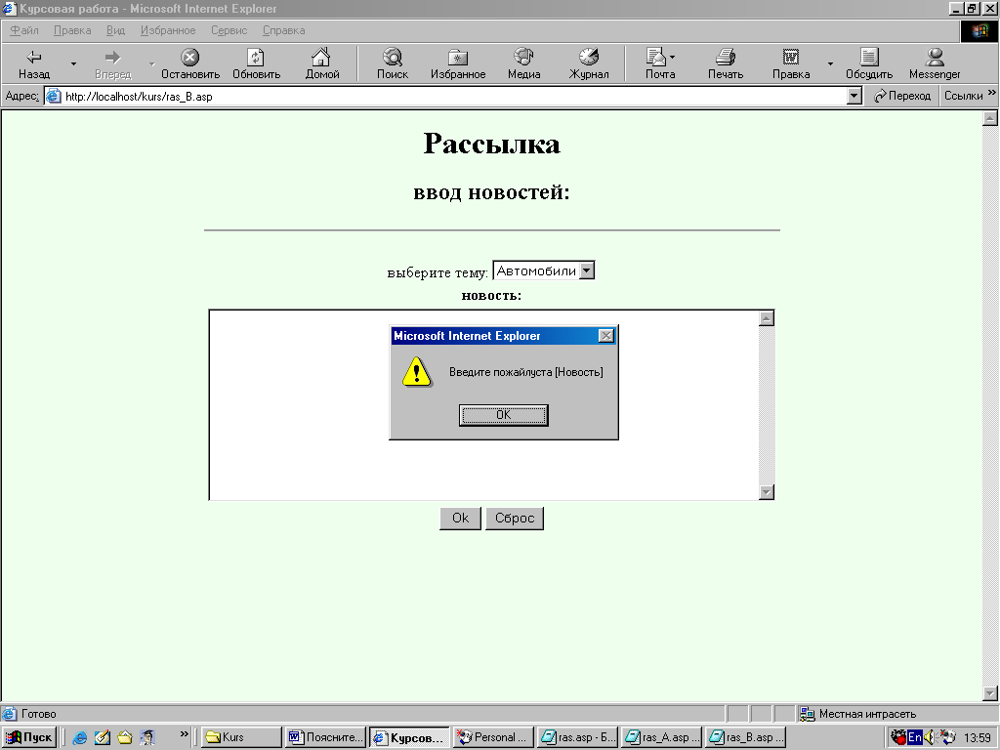 Курсовая работа - Microsoft Internet Explorer
Файл Правка Вид Избранное Сервис Справка
Назад Вперед Остановить Обновить Домой Поиск Избранное Медиа Журнал Почта Печать Правка Обсудить Messenger
Адрес: http://localhost/kurs/ras_B.asp Переход Ссылки »
Рассылка
ввод новостей:
выберите тему: Автомобили
новость:
Microsoft Internet Explorer
Введите пожайлуста [Новость]
OK
Ok Сброс
Готово Местная интрасеть
Пуск » Kurs Поясните... Курсов... Personal ... ras.asp - Б... ras_A.asp ... ras_B.asp ... En 13:59